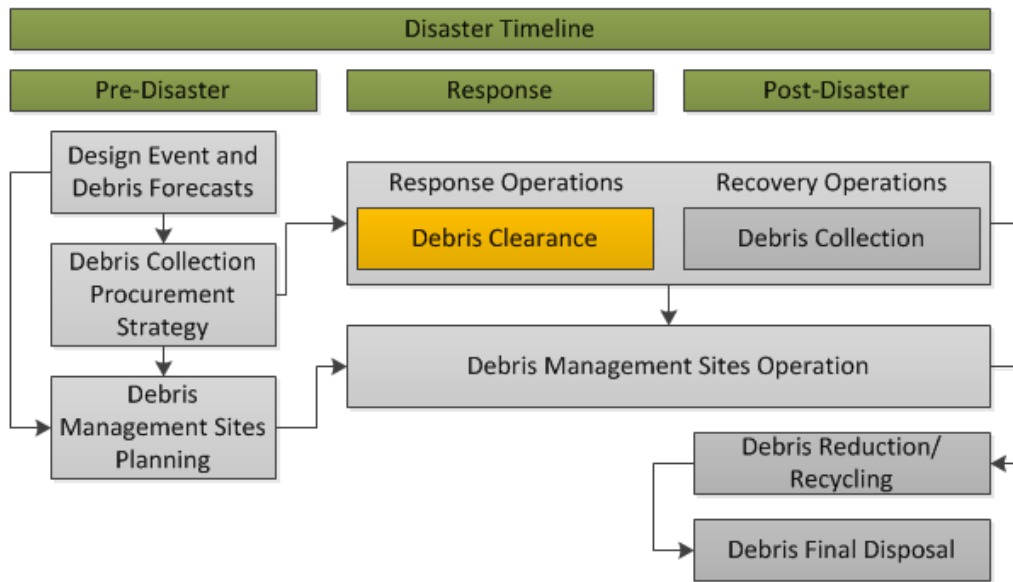 Disaster Timeline
Pre-Disaster
Response
Post-Disaster
Design Event and
Debris Forecasts
Debris Collection
Procurement
Strategy
Debris
Management Sites
Planning
Response Operations
Debris Clearance
Recovery Operations
Debris Collection
Debris Management Sites Operation
Debris Reduction/
Recycling
Debris Final Disposal